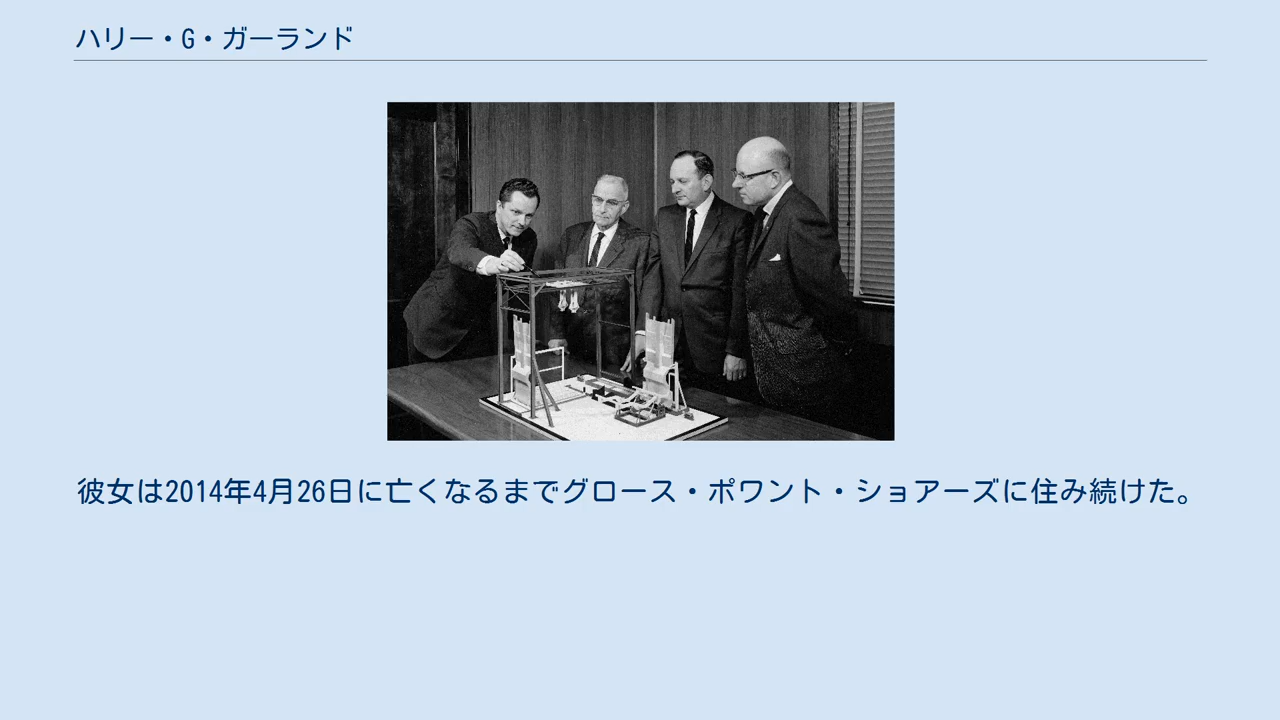 ハリー・G・ガーランド
彼女は2014年4月26日に亡くなるまでグロース・ポワント・ショアーズに住み続けた。